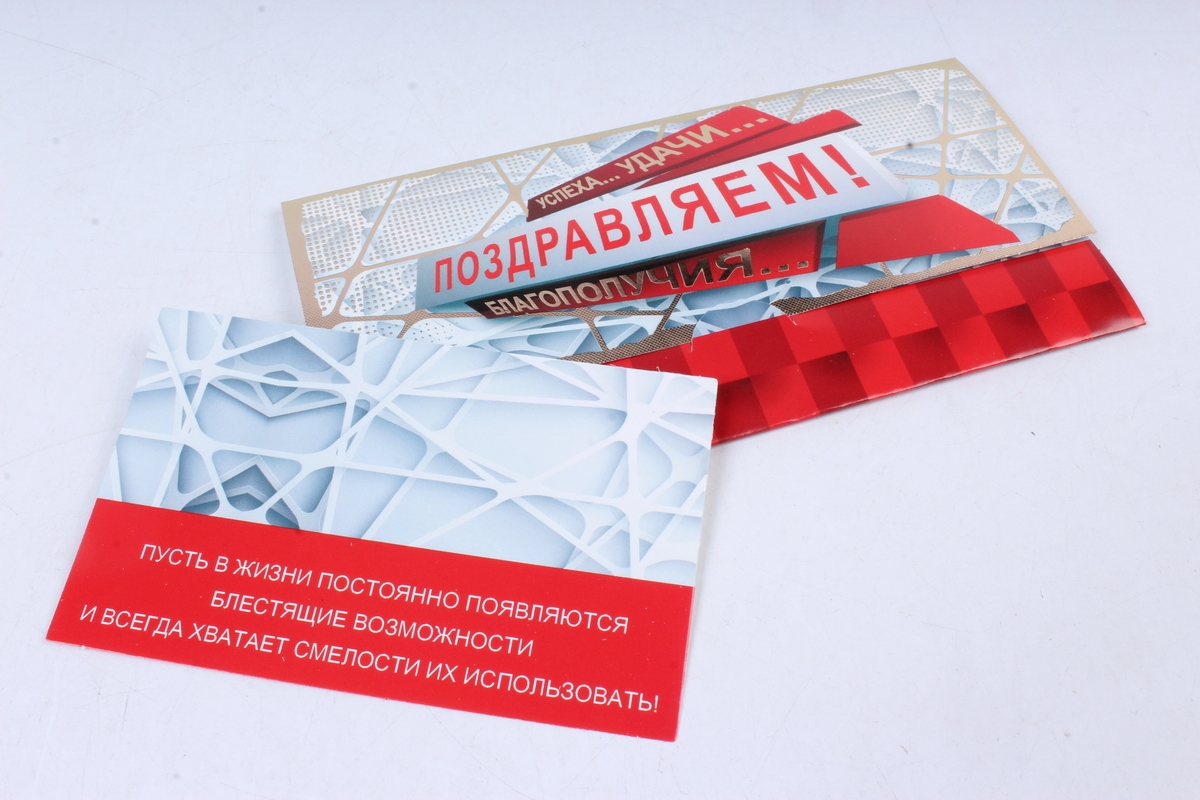 УСПЕХА... УДАЧИ...
ПОЗДРАВЛЯЕМ!
БЛАГОПОЛУЧИЯ...
ПУСТЬ В ЖИЗНИ ПОСТОЯННО ПОЯВЛЯЮТСЯ
БЛЕСТЯЩИЕ ВОЗМОЖНОСТИ
И ВСЕГДА ХВАТАЕТ СМЕЛОСТИ ИХ ИСПОЛЬЗОВАТЬ!